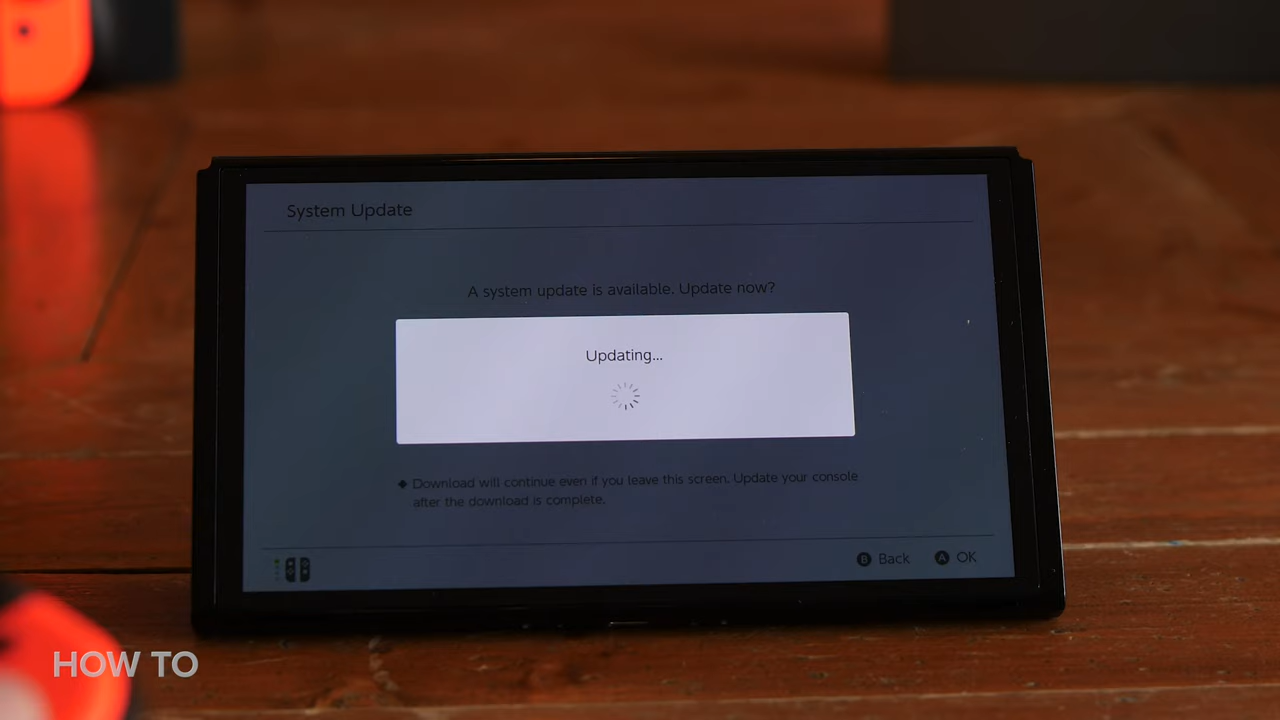 System Update
A system update is available. Update now?
Updating...
◆ Download will continue even if you leave this screen. Update your console
after the download is complete.
B Back A OK
HOW TO